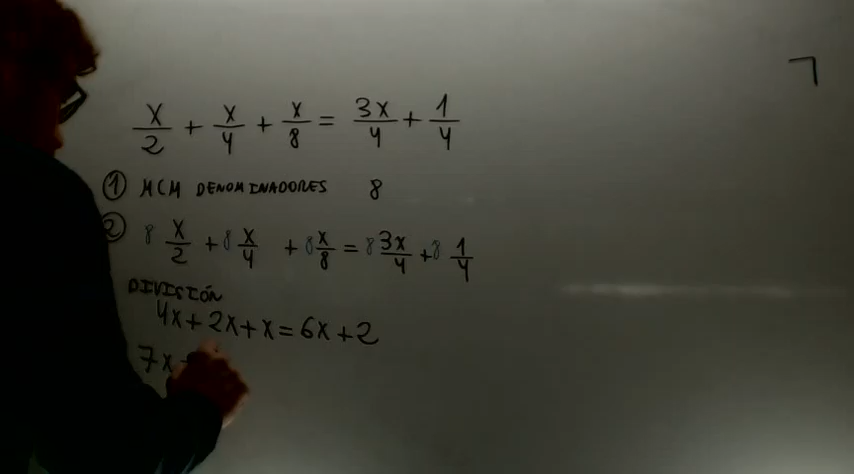 x/2 + x/4 + x/8 = 3x/4 + 1/4
① MCM DENOMINADORES 8
② 8 x/2 + 8 x/4 + 8 x/8 = 8 3x/4 + 8 1/4
DIVISIÓN
4x + 2x + x = 6x + 2
7x -